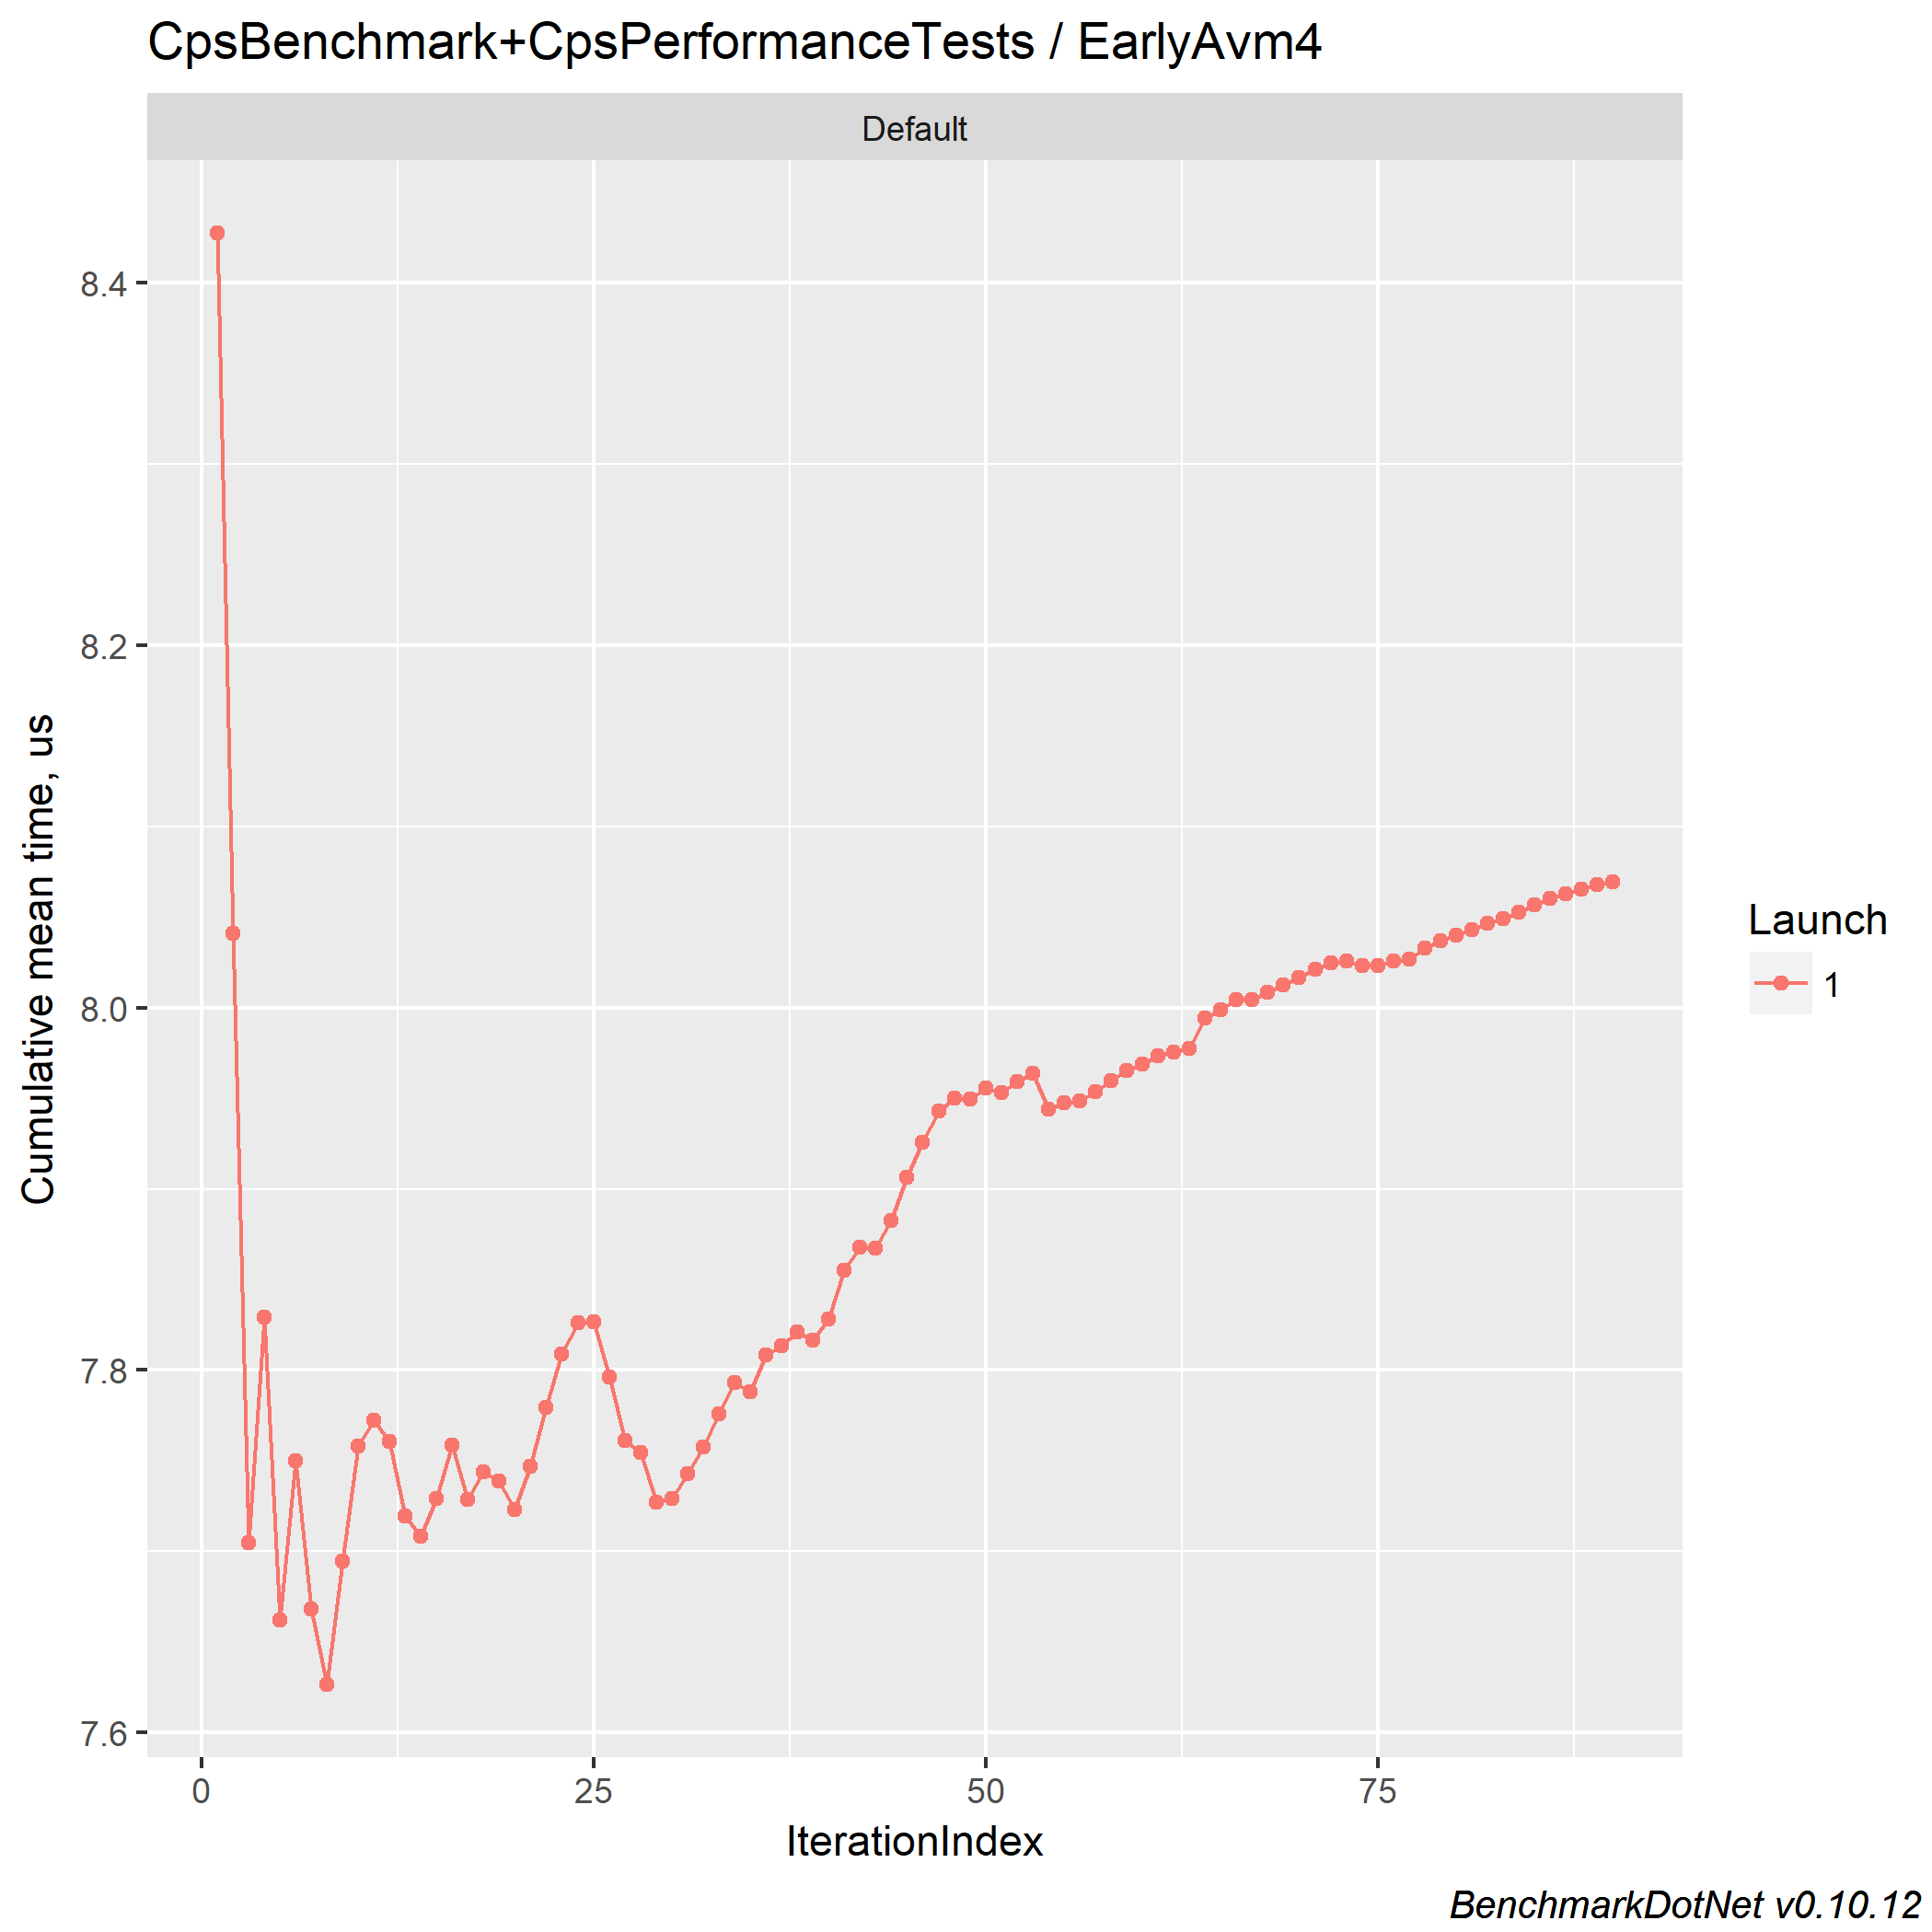 CpsBenchmark+CpsPerformanceTests / EarlyAvm4
Default
8.4
8.2
8.0
7.8
7.6
Cumulative mean time, us
0 25 50 75
IterationIndex
Launch
1
BenchmarkDotNet v0.10.12